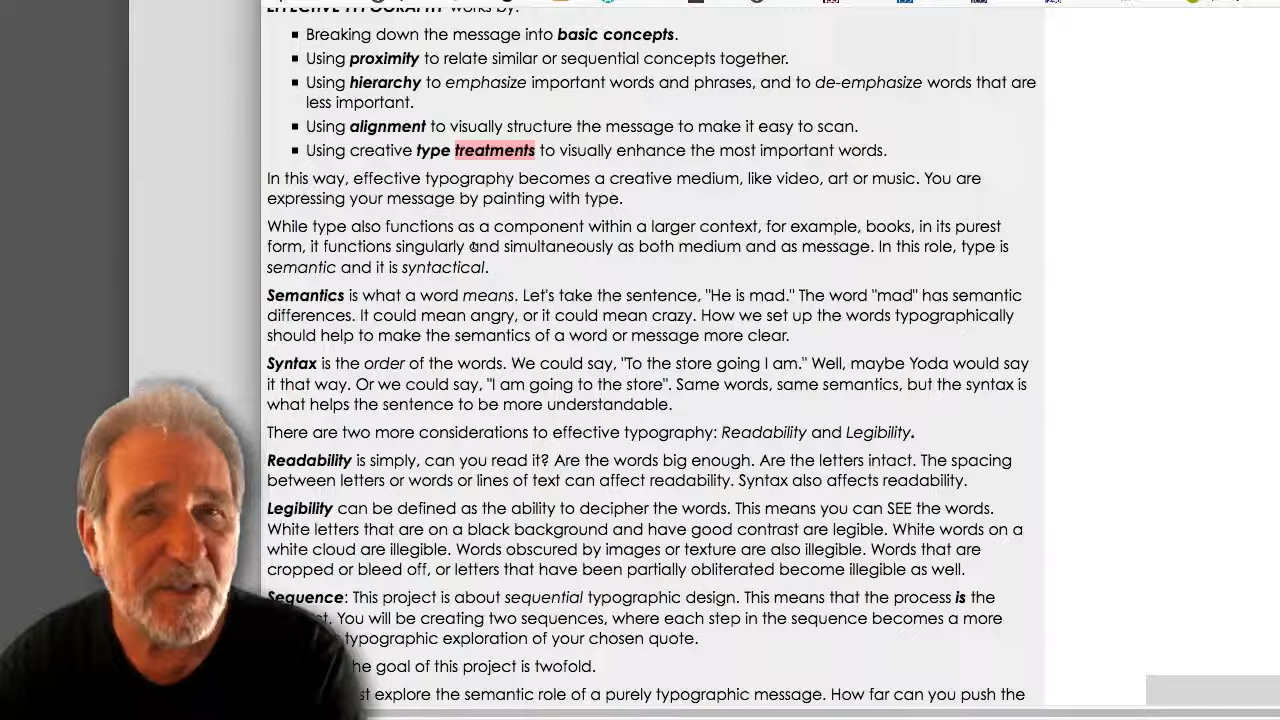 EFFECTIVE TYPOGRAPHY works by:
▪ Breaking down the message into basic concepts.
▪ Using proximity to relate similar or sequential concepts together.
▪ Using hierarchy to emphasize important words and phrases, and to de-emphasize words that are
less important.
▪ Using alignment to visually structure the message to make it easy to scan.
▪ Using creative type treatments to visually enhance the most important words.
In this way, effective typography becomes a creative medium, like video, art or music. You are
expressing your message by painting with type.
While type also functions as a component within a larger context, for example, books, in its purest
form, it functions singularly and simultaneously as both medium and as message. In this role, type is
semantic and it is syntactical.
Semantics is what a word means. Let's take the sentence, "He is mad." The word "mad" has semantic
differences. It could mean angry, or it could mean crazy. How we set up the words typographically
should help to make the semantics of a word or message more clear.
Syntax is the order of the words. We could say, "To the store going I am." Well, maybe Yoda would say
it that way. Or we could say, "I am going to the store". Same words, same semantics, but the syntax is
what helps the sentence to be more understandable.
There are two more considerations to effective typography: Readability and Legibility.
Readability is simply, can you read it? Are the words big enough. Are the letters intact. The spacing
between letters or words or lines of text can affect readability. Syntax also affects readability.
Legibility can be defined as the ability to decipher the words. This means you can SEE the words.
White letters that are on a black background and have good contrast are legible. White words on a
white cloud are illegible. Words obscured by images or texture are also illegible. Words that are
cropped or bleed off, or letters that have been partially obliterated become illegible as well.
Sequence: This project is about sequential typographic design. This means that the process is the
You will be creating two sequences, where each step in the sequence becomes a more
typographic exploration of your chosen quote.
the goal of this project is twofold.
explore the semantic role of a purely typographic message. How far can you push the